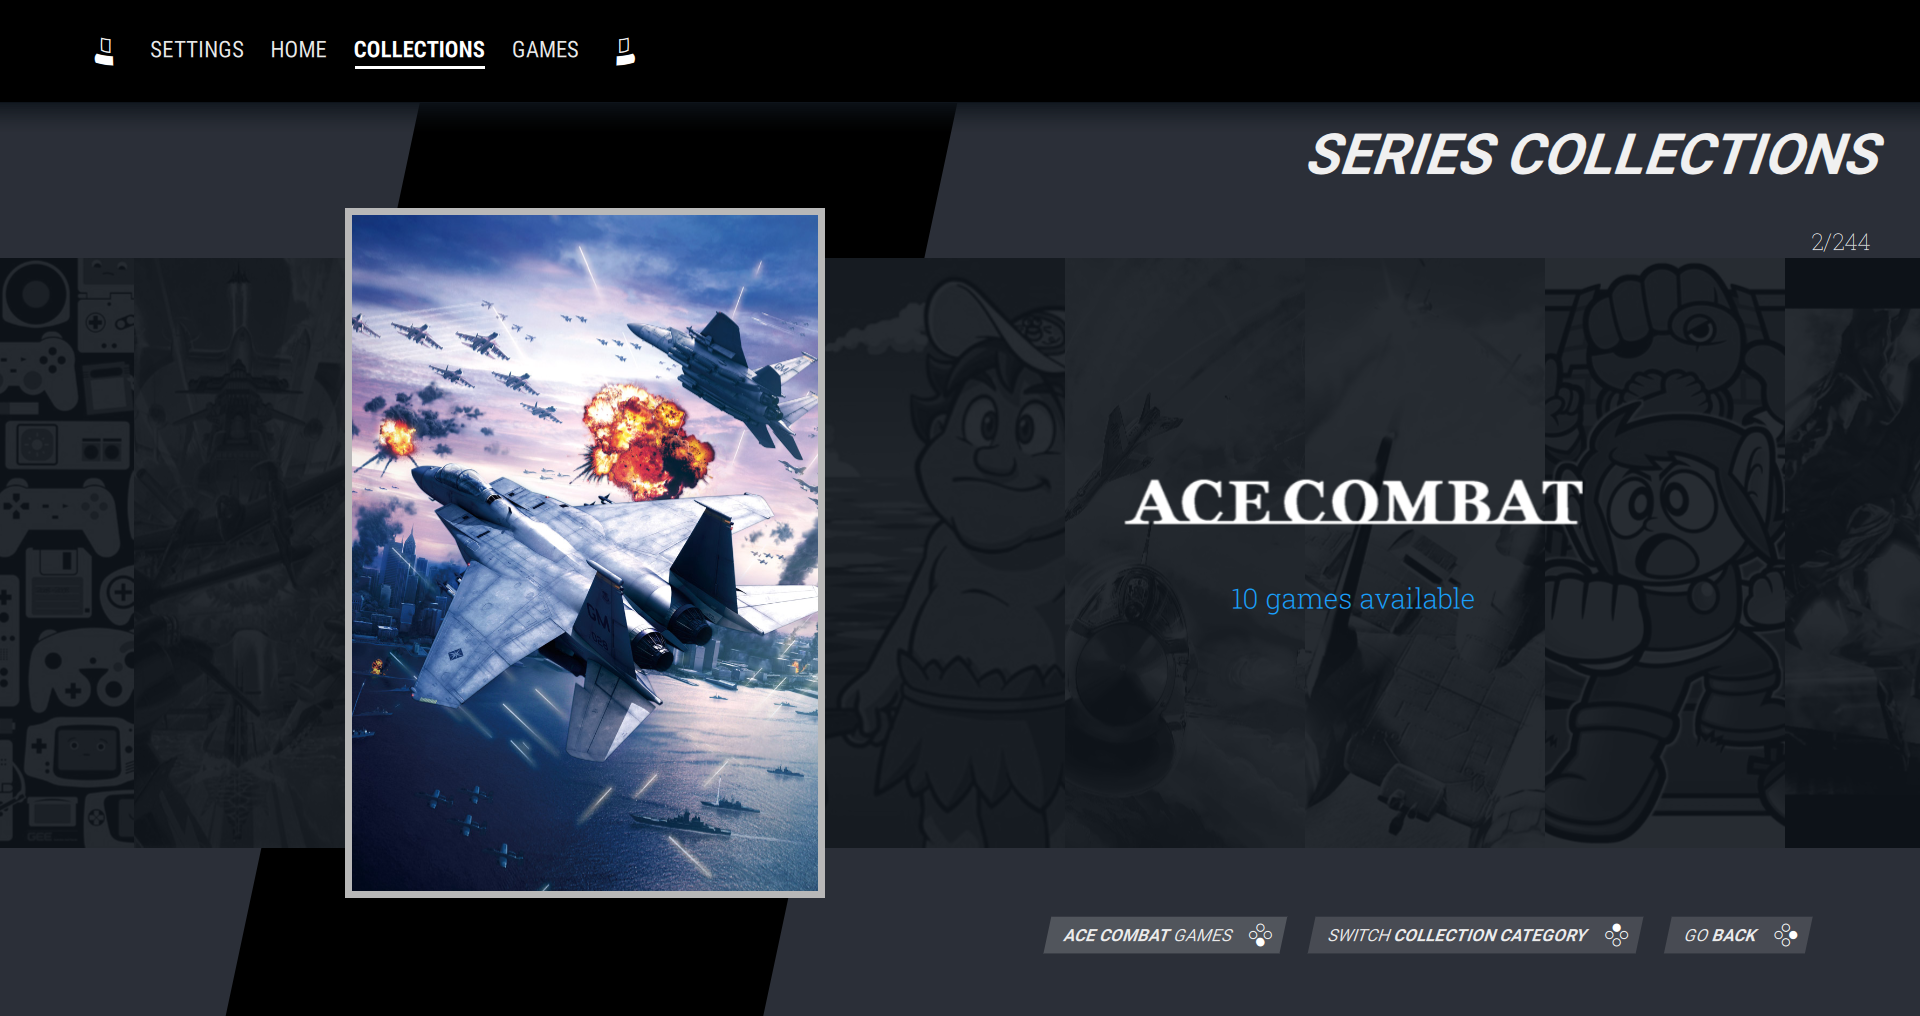 SETTINGS HOME COLLECTIONS GAMES
SERIES COLLECTIONS
2/244
ACE COMBAT
10 games available
ACE COMBAT GAMES
SWITCH COLLECTION CATEGORY
GO BACK